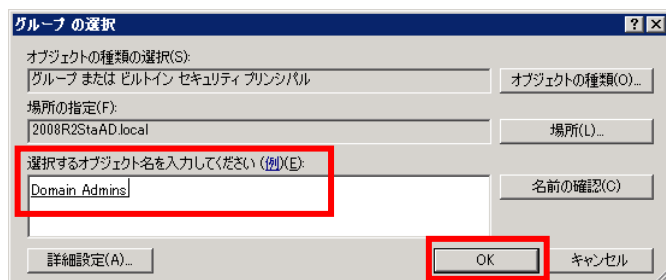 グループ の選択
オブジェクトの種類の選択(S):
グループ または ビルトイン セキュリティ プリンシパル
オブジェクトの種類(O)...
場所の指定(F):
2008R2StaAD.local
場所(L)...
選択するオブジェクト名を入力してください (例)(E):
Domain Admins
名前の確認(C)
詳細設定(A)...
OK
キャンセル